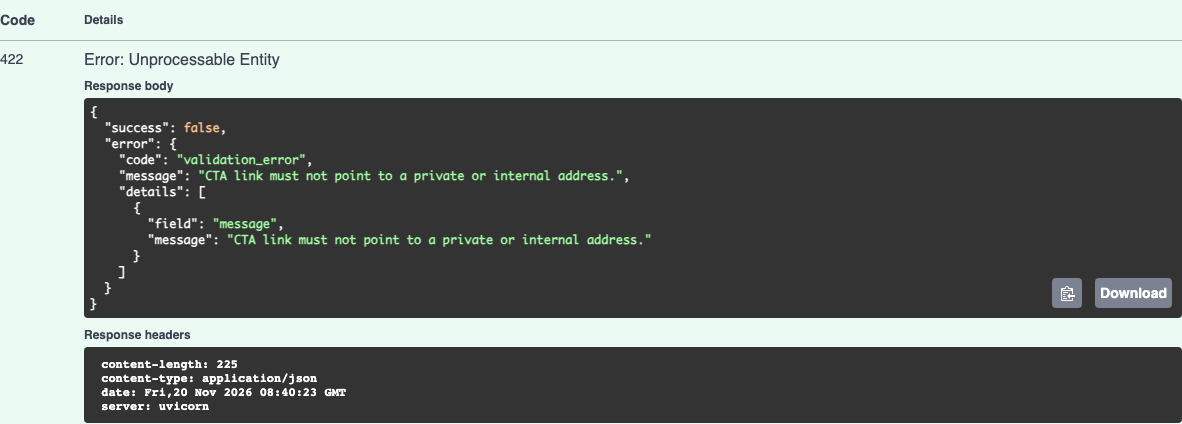 Code Details
422 Error: Unprocessable Entity
Response body
{
  "success": false,
  "error": {
    "code": "validation_error",
    "message": "CTA link must not point to a private or internal address.",
    "details": [
      {
        "field": "message",
        "message": "CTA link must not point to a private or internal address."
      }
    ]
  }
}
Download
Response headers
content-length: 225
content-type: application/json
date: Fri,20 Nov 2026 08:40:23 GMT
server: uvicorn